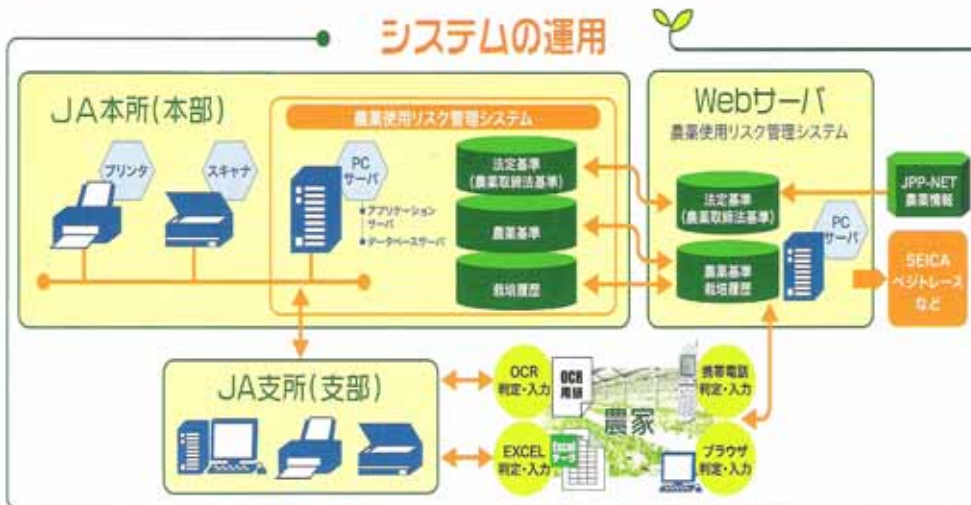 システムの運用
JA本所(本部)
農薬使用リスク管理システム
プリンタ
スキャナ
PC
サーバ
●アプリケーション
サーバ
●データベースサーバ
法定基準
(農薬取締法基準)
農薬基準
栽培履歴
Webサーバ
農薬使用リスク管理システム
法定基準
(農薬取締法基準)
PC
サーバ
農薬基準
栽培履歴
JPP-NET
農薬情報
SEICA
ベジトレース
など
JA支所(支部)
OCR
判定・入力
OCR
用紙
農家
携帯電話
判定・入力
EXCEL
判定・入力
Excel
データ
ブラウザ
判定・入力